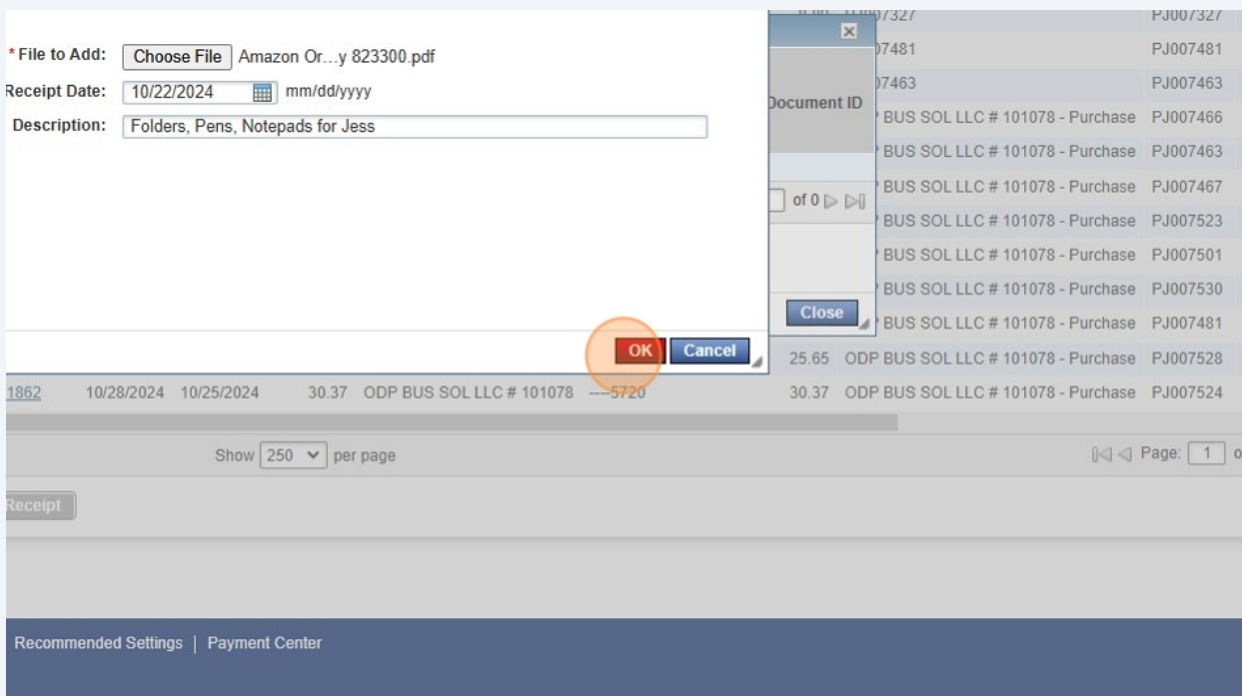 PJ007327
* File to Add: Choose File Amazon Or...y 823300.pdf
07481 PJ007481
Receipt Date: 10/22/2024 mm/dd/yyyy
07463 PJ007463
Document ID
Description: Folders, Pens, Notepads for Jess
BUS SOL LLC # 101078 - Purchase PJ007466
BUS SOL LLC # 101078 - Purchase PJ007463
BUS SOL LLC # 101078 - Purchase PJ007467
of 0
BUS SOL LLC # 101078 - Purchase PJ007523
BUS SOL LLC # 101078 - Purchase PJ007501
BUS SOL LLC # 101078 - Purchase PJ007530
Close
BUS SOL LLC # 101078 - Purchase PJ007481
OK Cancel
25.65 ODP BUS SOL LLC # 101078 - Purchase PJ007528
1862 10/28/2024 10/25/2024 30.37 ODP BUS SOL LLC # 101078 ----5720 30.37 ODP BUS SOL LLC # 101078 - Purchase PJ007524
Show 250 per page
Page: 1
Receipt
Recommended Settings | Payment Center